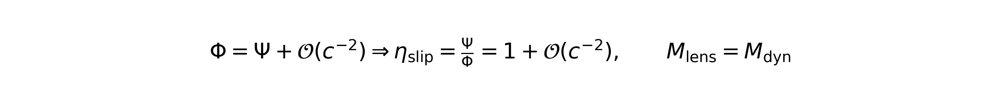 Φ = Ψ + 𝒪(c⁻²) ⇒ η_slip = Ψ/Φ = 1 + 𝒪(c⁻²), M_lens = M_dyn